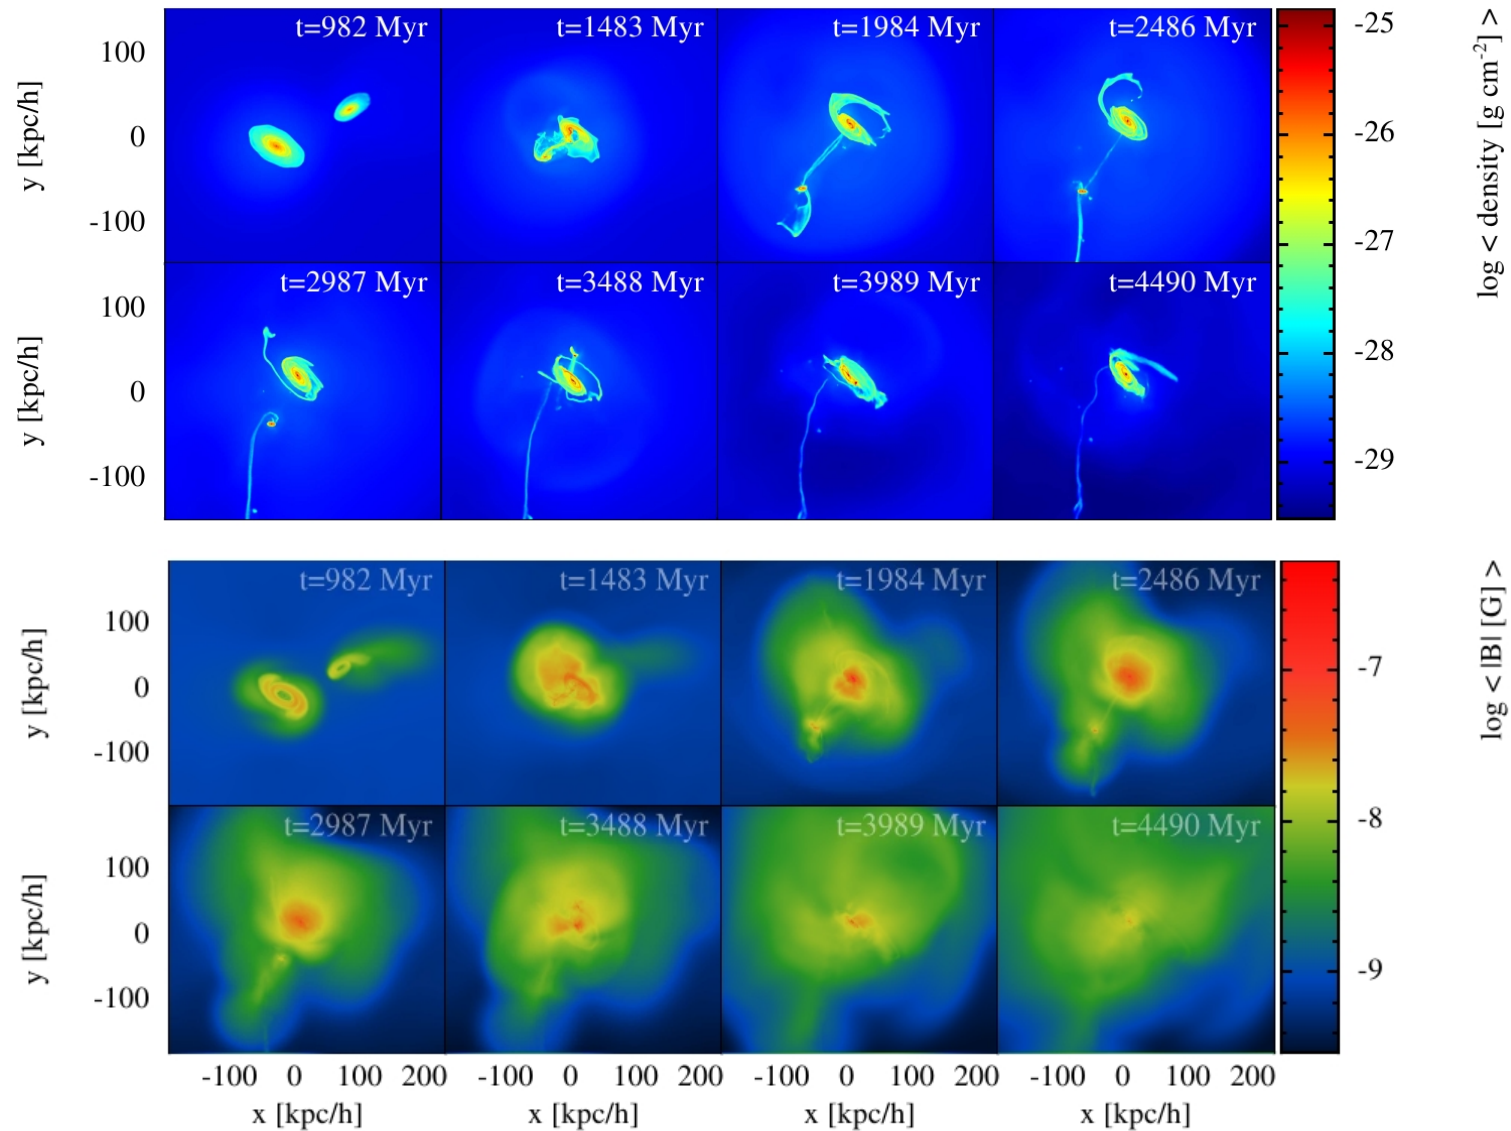 t=982 Myr t=1483 Myr t=1984 Myr t=2486 Myr
100
0
-100
y [kpc/h]
t=2987 Myr t=3488 Myr t=3989 Myr t=4490 Myr
100
0
-100
y [kpc/h]
-25
-26
-27
-28
-29
log < density [g cm⁻²] >
t=982 Myr t=1483 Myr t=1984 Myr t=2486 Myr
100
0
-100
y [kpc/h]
t=2987 Myr t=3488 Myr t=3989 Myr t=4490 Myr
100
0
-100
y [kpc/h]
-7
-8
-9
log < |B| [G] >
-100 0 100 200 -100 0 100 200 -100 0 100 200 -100 0 100 200
x [kpc/h] x [kpc/h] x [kpc/h] x [kpc/h]